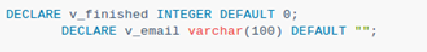 DECLARE v_finished INTEGER DEFAULT 0;
DECLARE v_email varchar(100) DEFAULT "";